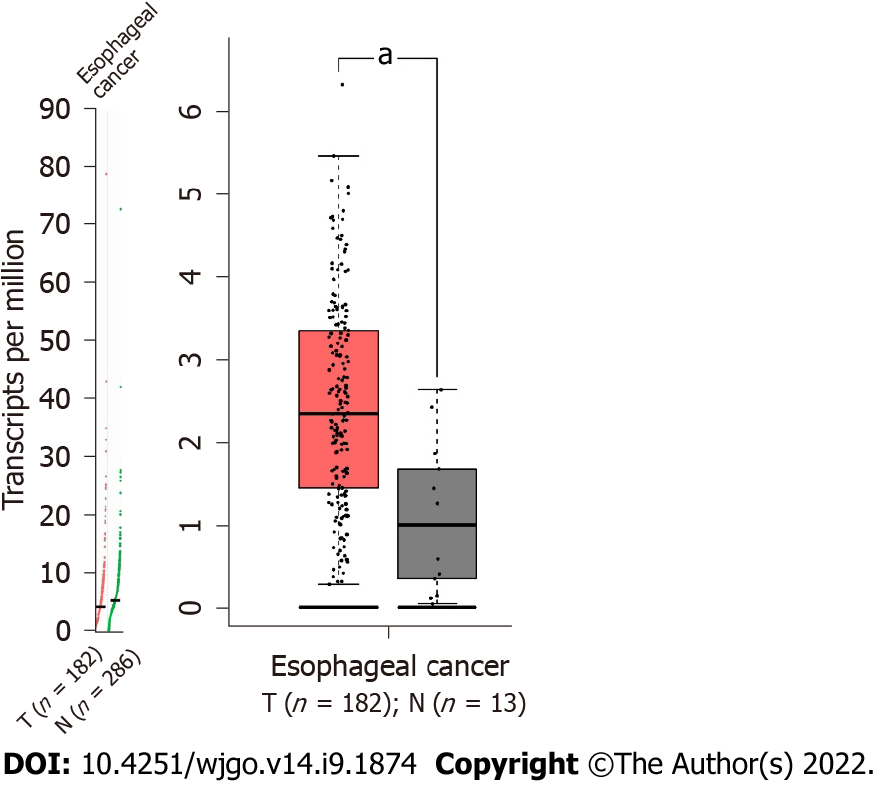 Esophageal
cancer
Transcripts per million
90
80
70
60
50
40
30
20
10
0
T (n = 182)
N (n = 286)
a
6
5
4
3
2
1
0
Esophageal cancer
T (n = 182); N (n = 13)
DOI: 10.4251/wjgo.v14.i9.1874 Copyright ©The Author(s) 2022.